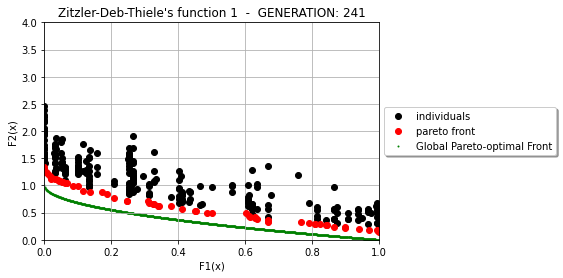 Zitzler-Deb-Thiele's function 1 - GENERATION: 241
4.0
3.5
3.0
2.5
2.0
1.5
1.0
0.5
0.0
F2(x)
0.0 0.2 0.4 0.6 0.8 1.0
F1(x)
individuals
pareto front
Global Pareto-optimal Front